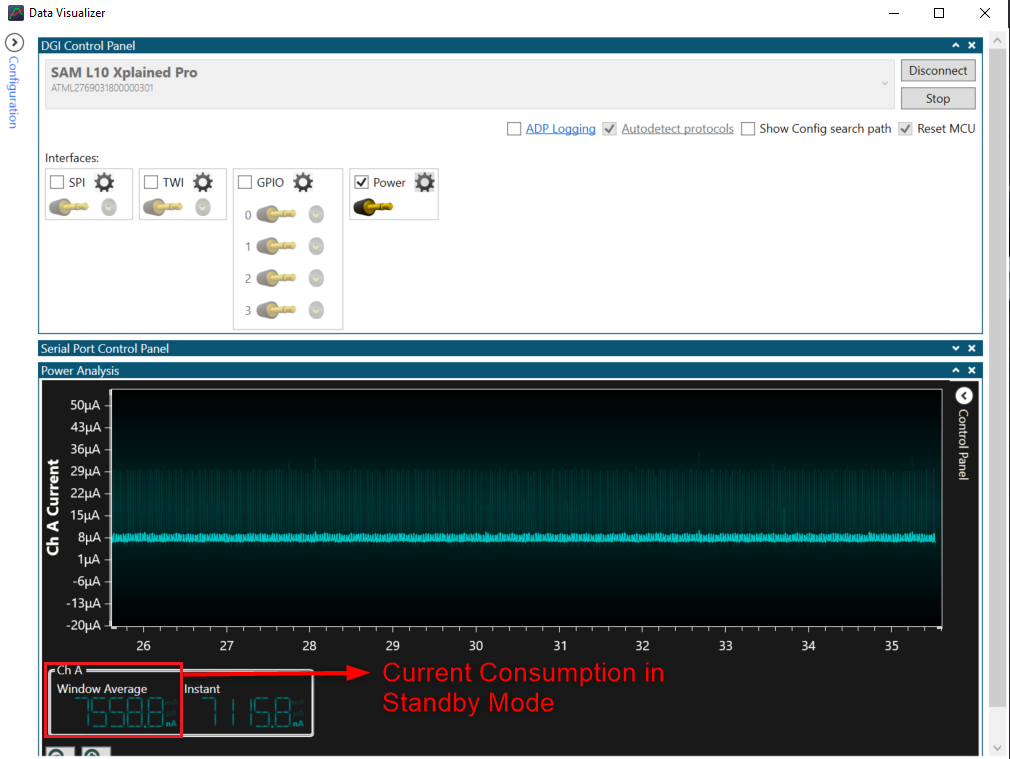 Data Visualizer
Configuration
DGI Control Panel
SAM L10 Xplained Pro
ATML2769031800000301
Disconnect
Stop
ADP Logging Autodetect protocols Show Config search path Reset MCU
Interfaces:
SPI TWI GPIO Power
0
1
2
3
Serial Port Control Panel
Power Analysis
Ch A Current
50µA
43µA
36µA
29µA
22µA
15µA
8µA
1µA
-6µA
-13µA
-20µA
26 27 28 29 30 31 32 33 34 35
Control Panel
Ch A
Window Average Instant
7558.8 nA 7115.8 nA
Current Consumption in
Standby Mode